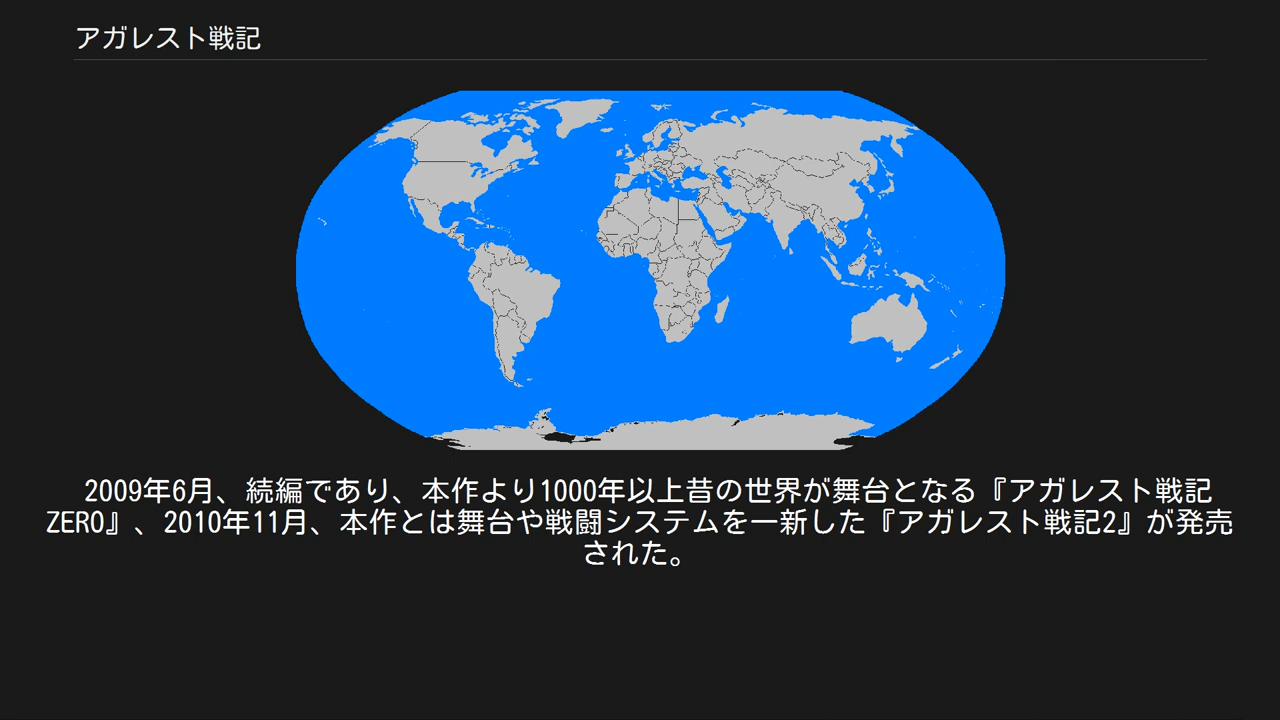 アガレスト戦記
2009年6月、続編であり、本作より1000年以上昔の世界が舞台となる『アガレスト戦記
ZERO』、2010年11月、本作とは舞台や戦闘システムを一新した『アガレスト戦記2』が発売
された。